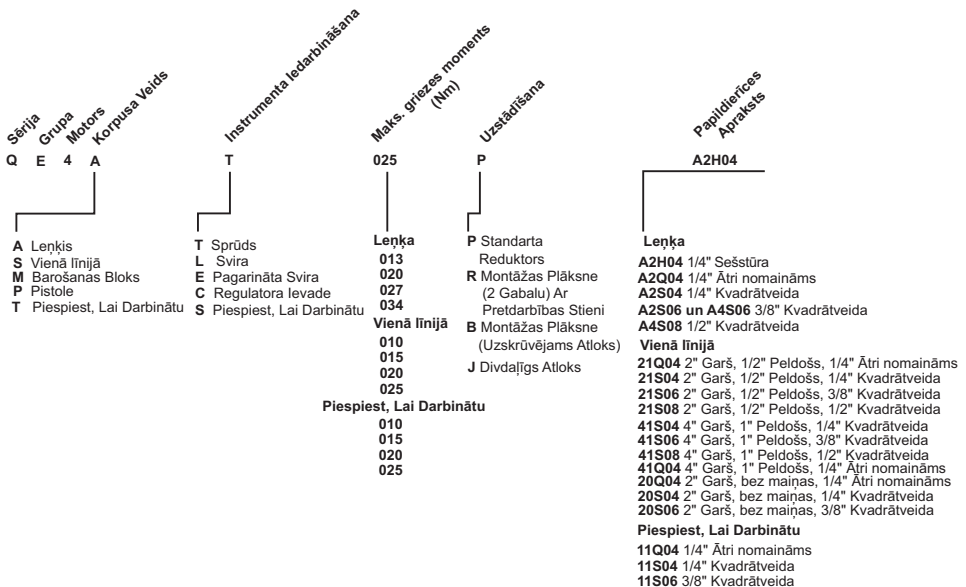 Sērija
Grupa
Motors
Korpusa Veids
Instrumenta Iedarbināšana
Maks. griezes moments
(Nm)
Uzstādīšana
Papildierīces
Apraksts
Q E 4 A T 025 P A2H04
A Leņķis
S Vienā līnijā
M Barošanas Bloks
P Pistole
T Piespiest, Lai Darbinātu
T Sprūds
L Svira
E Pagarināta Svira
C Regulatora Ievade
S Piespiest, Lai Darbinātu
Leņķa
013
020
027
034
Vienā līnijā
010
015
020
025
Piespiest, Lai Darbinātu
010
015
020
025
P Standarta
Reduktors
R Montāžas Plāksne
(2 Gabalu) Ar
Pretdarbības Stieni
B Montāžas Plāksne
(Uzskrūvējams Atloks)
J Divdaļīgs Atloks
Leņķa
A2H04 1/4" Sešstūra
A2Q04 1/4" Ātri nomaināms
A2S04 1/4" Kvadrātveida
A2S06 un A4S06 3/8" Kvadrātveida
A4S08 1/2" Kvadrātveida
Vienā līnijā
21Q04 2" Garš, 1/2" Peldošs, 1/4" Ātri nomaināms
21S04 2" Garš, 1/2" Peldošs, 1/4" Kvadrātveida
21S06 2" Garš, 1/2" Peldošs, 3/8" Kvadrātveida
21S08 2" Garš, 1/2" Peldošs, 1/2" Kvadrātveida
41S04 4" Garš, 1" Peldošs, 1/4" Kvadrātveida
41S06 4" Garš, 1" Peldošs, 3/8" Kvadrātveida
41S08 4" Garš, 1" Peldošs, 1/2" Kvadrātveida
41Q04 4" Garš, 1" Peldošs, 1/4" Ātri nomaināms
20Q04 2" Garš, bez maiņas, 1/4" Ātri nomaināms
20S04 2" Garš, bez maiņas, 1/4" Kvadrātveida
20S06 2" Garš, bez maiņas, 3/8" Kvadrātveida
Piespiest, Lai Darbinātu
11Q04 1/4" Ātri nomaināms
11S04 1/4" Kvadrātveida
11S06 3/8" Kvadrātveida